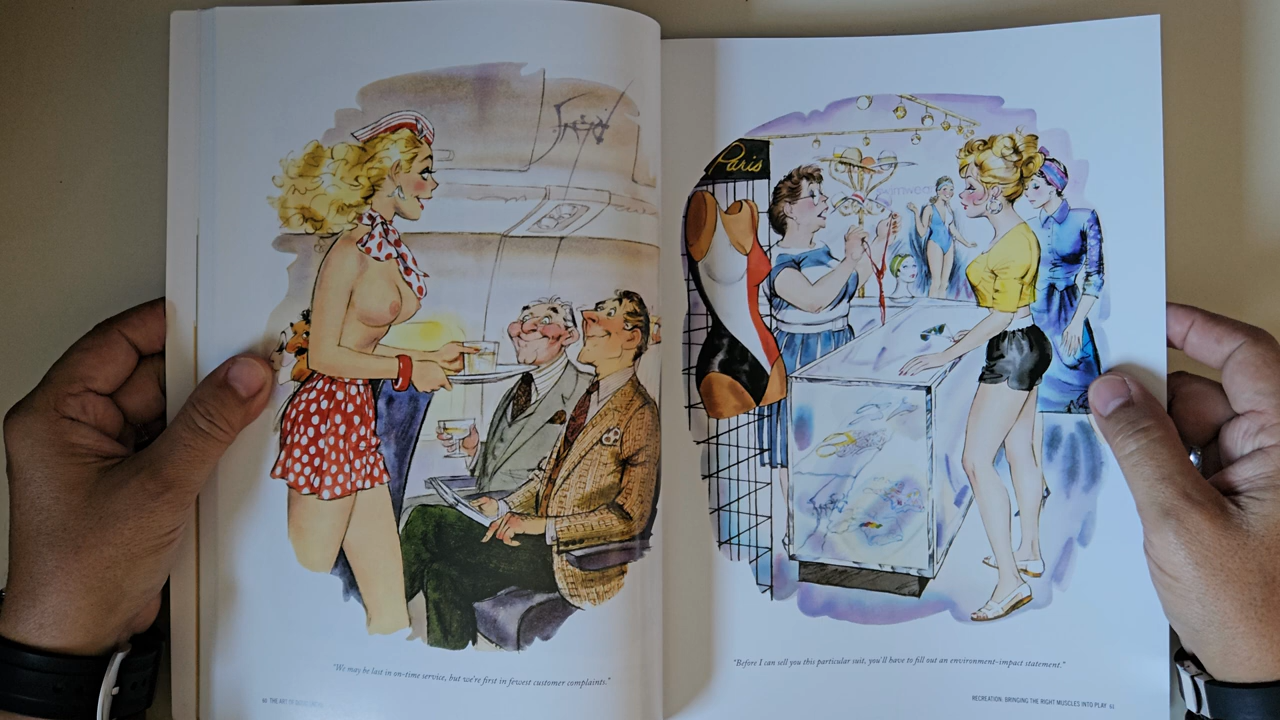 "We may be last in on-time service, but we're first in fewest customer complaints."
66 THE ART OF
Paris
"Before I can sell you this particular suit, you'll have to fill out an environment-impact statement."
RECREATION: BRINGING THE RIGHT MUSCLES INTO PLAY